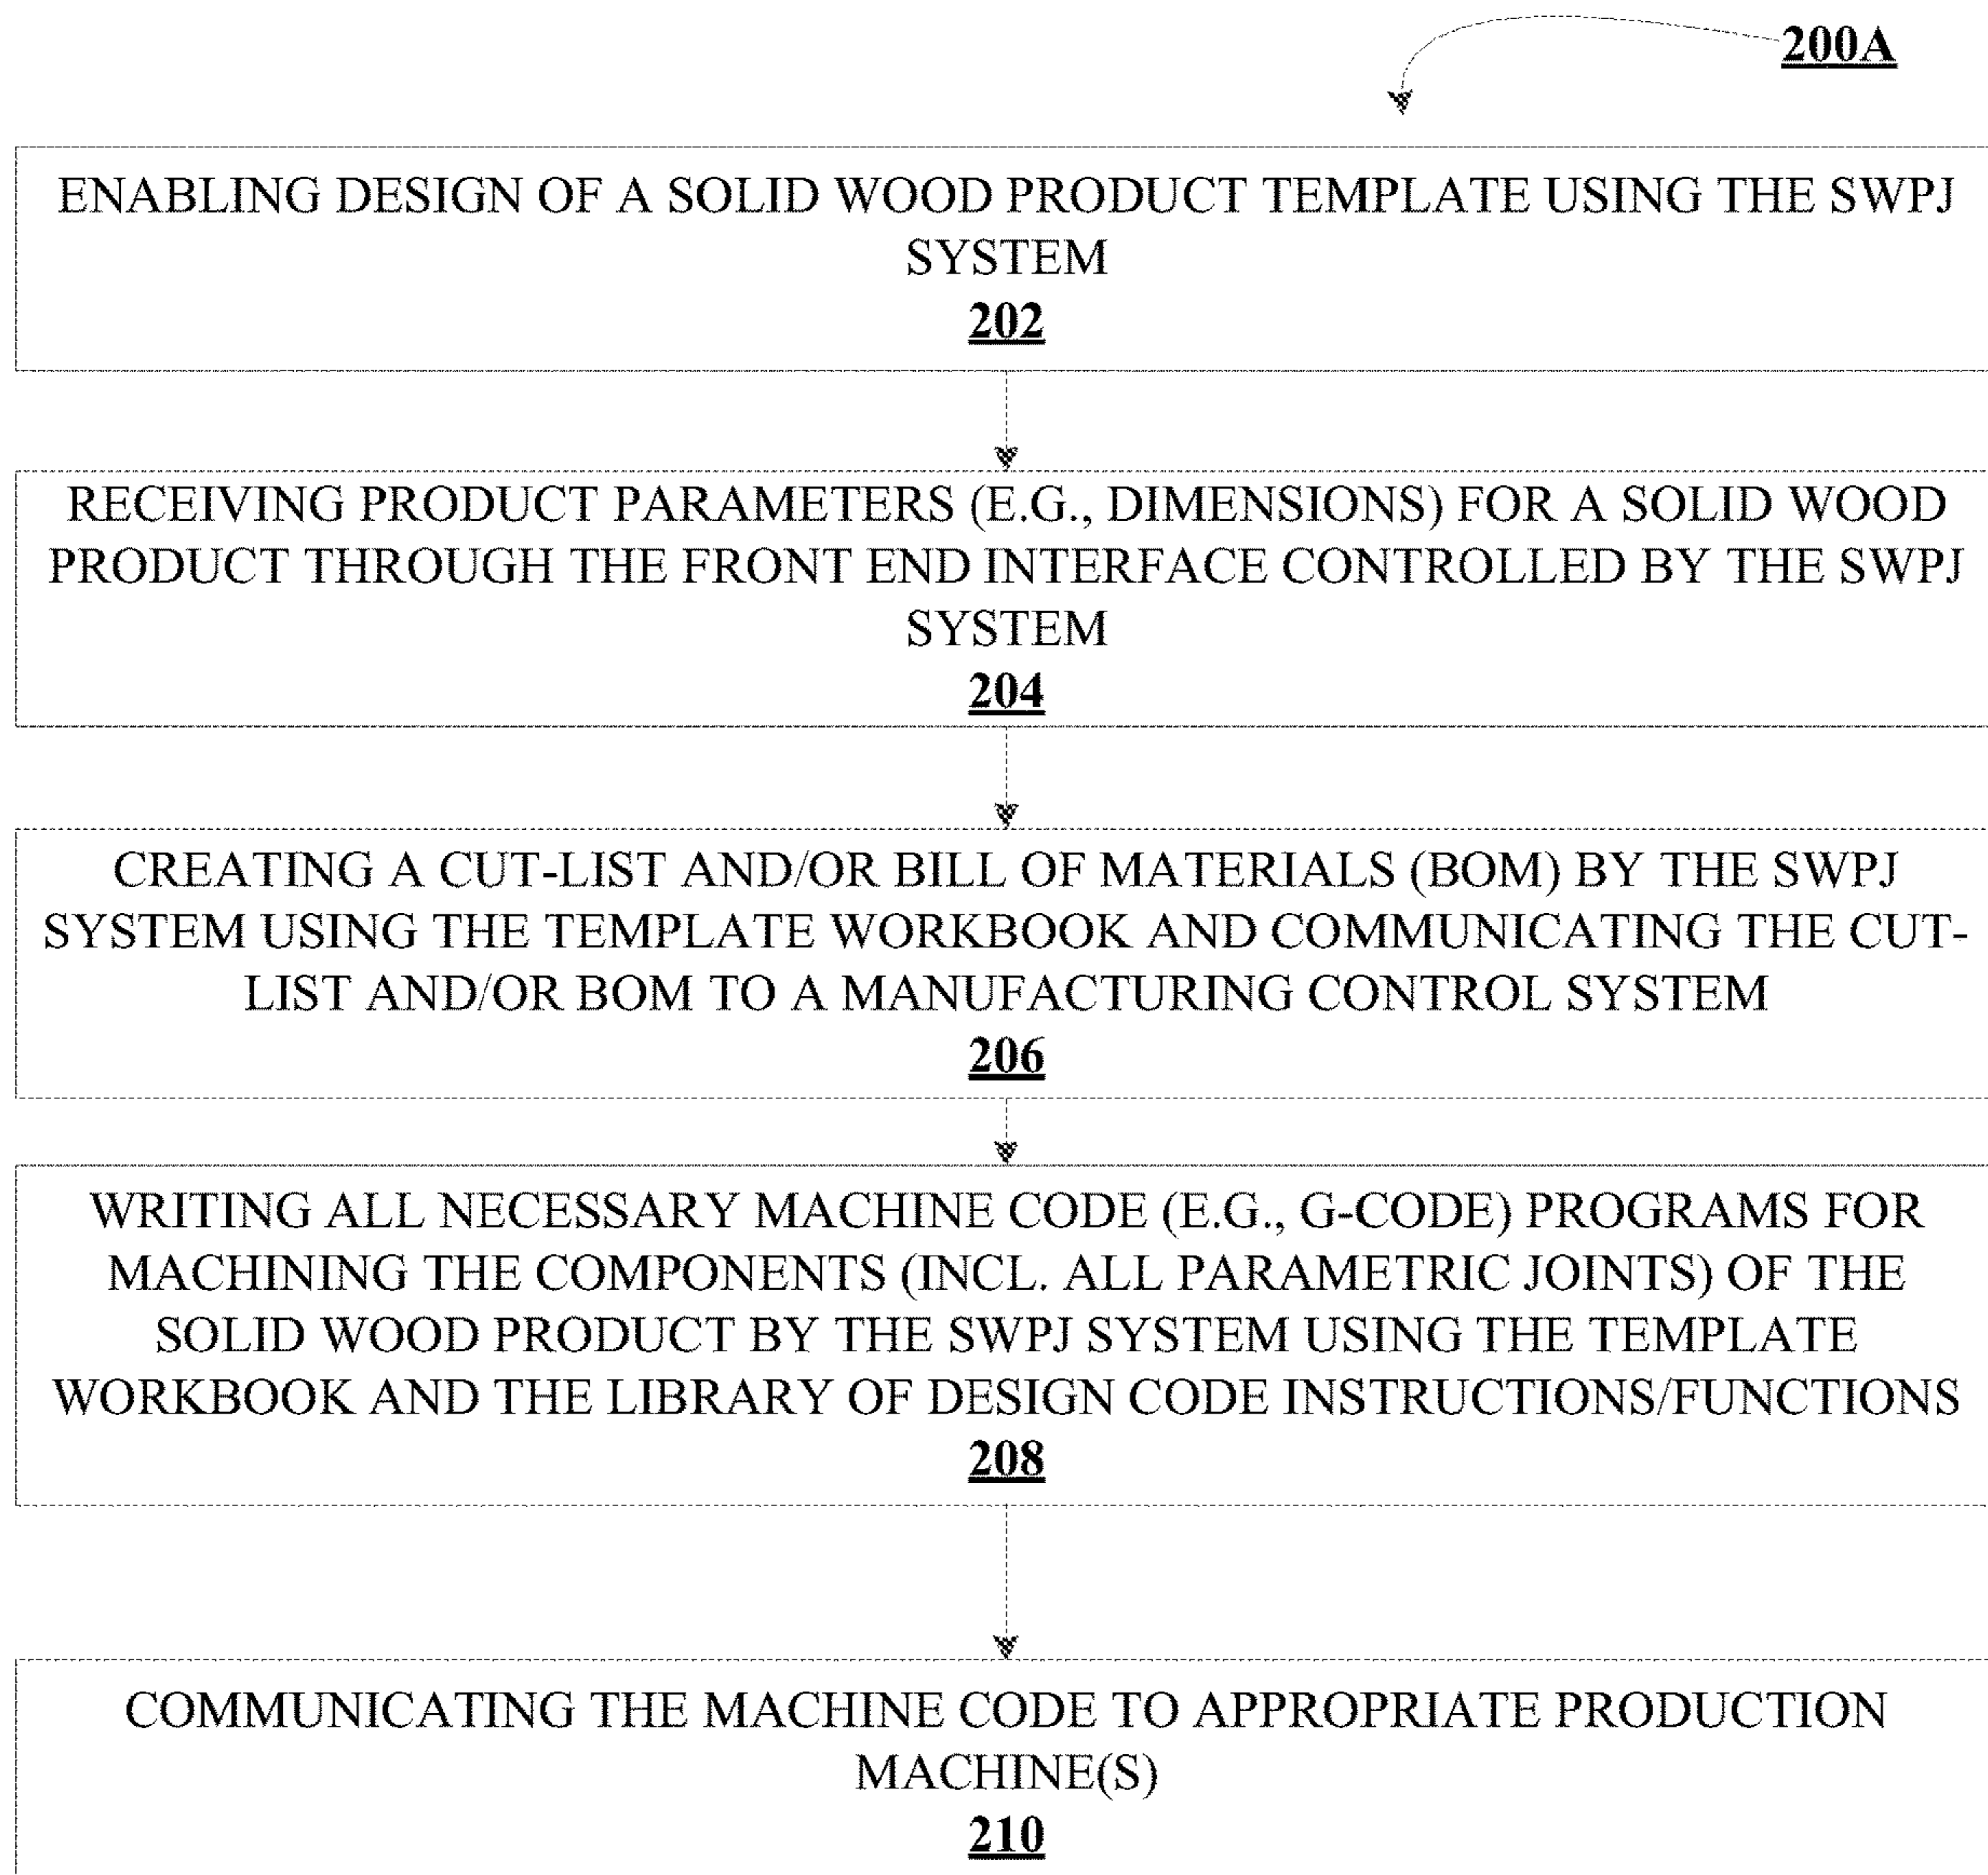 200A
ENABLING DESIGN OF A SOLID WOOD PRODUCT TEMPLATE USING THE SWPJ
SYSTEM
202
RECEIVING PRODUCT PARAMETERS (E.G., DIMENSIONS) FOR A SOLID WOOD
PRODUCT THROUGH THE FRONT END INTERFACE CONTROLLED BY THE SWPJ
SYSTEM
204
CREATING A CUT-LIST AND/OR BILL OF MATERIALS (BOM) BY THE SWPJ
SYSTEM USING THE TEMPLATE WORKBOOK AND COMMUNICATING THE CUT-
LIST AND/OR BOM TO A MANUFACTURING CONTROL SYSTEM
206
WRITING ALL NECESSARY MACHINE CODE (E.G., G-CODE) PROGRAMS FOR
MACHINING THE COMPONENTS (INCL. ALL PARAMETRIC JOINTS) OF THE
SOLID WOOD PRODUCT BY THE SWPJ SYSTEM USING THE TEMPLATE
WORKBOOK AND THE LIBRARY OF DESIGN CODE INSTRUCTIONS/FUNCTIONS
208
COMMUNICATING THE MACHINE CODE TO APPROPRIATE PRODUCTION
MACHINE(S)
210